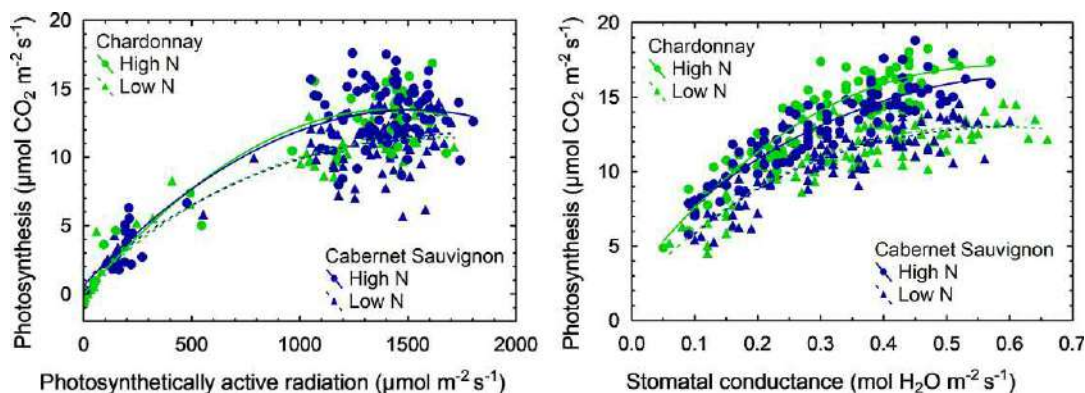 Photosynthesis (µmol CO₂ m⁻² s⁻¹)
20
15
10
5
0
Chardonnay
High N
Low N
Cabernet Sauvignon
High N
Low N
0 500 1000 1500 2000
Photosynthetically active radiation (µmol m⁻² s⁻¹)
Photosynthesis (µmol CO₂ m⁻² s⁻¹)
20
15
10
5
0
Chardonnay
High N
Low N
Cabernet Sauvignon
High N
Low N
0.0 0.1 0.2 0.3 0.4 0.5 0.6 0.7
Stomatal conductance (mol H₂O m⁻² s⁻¹)